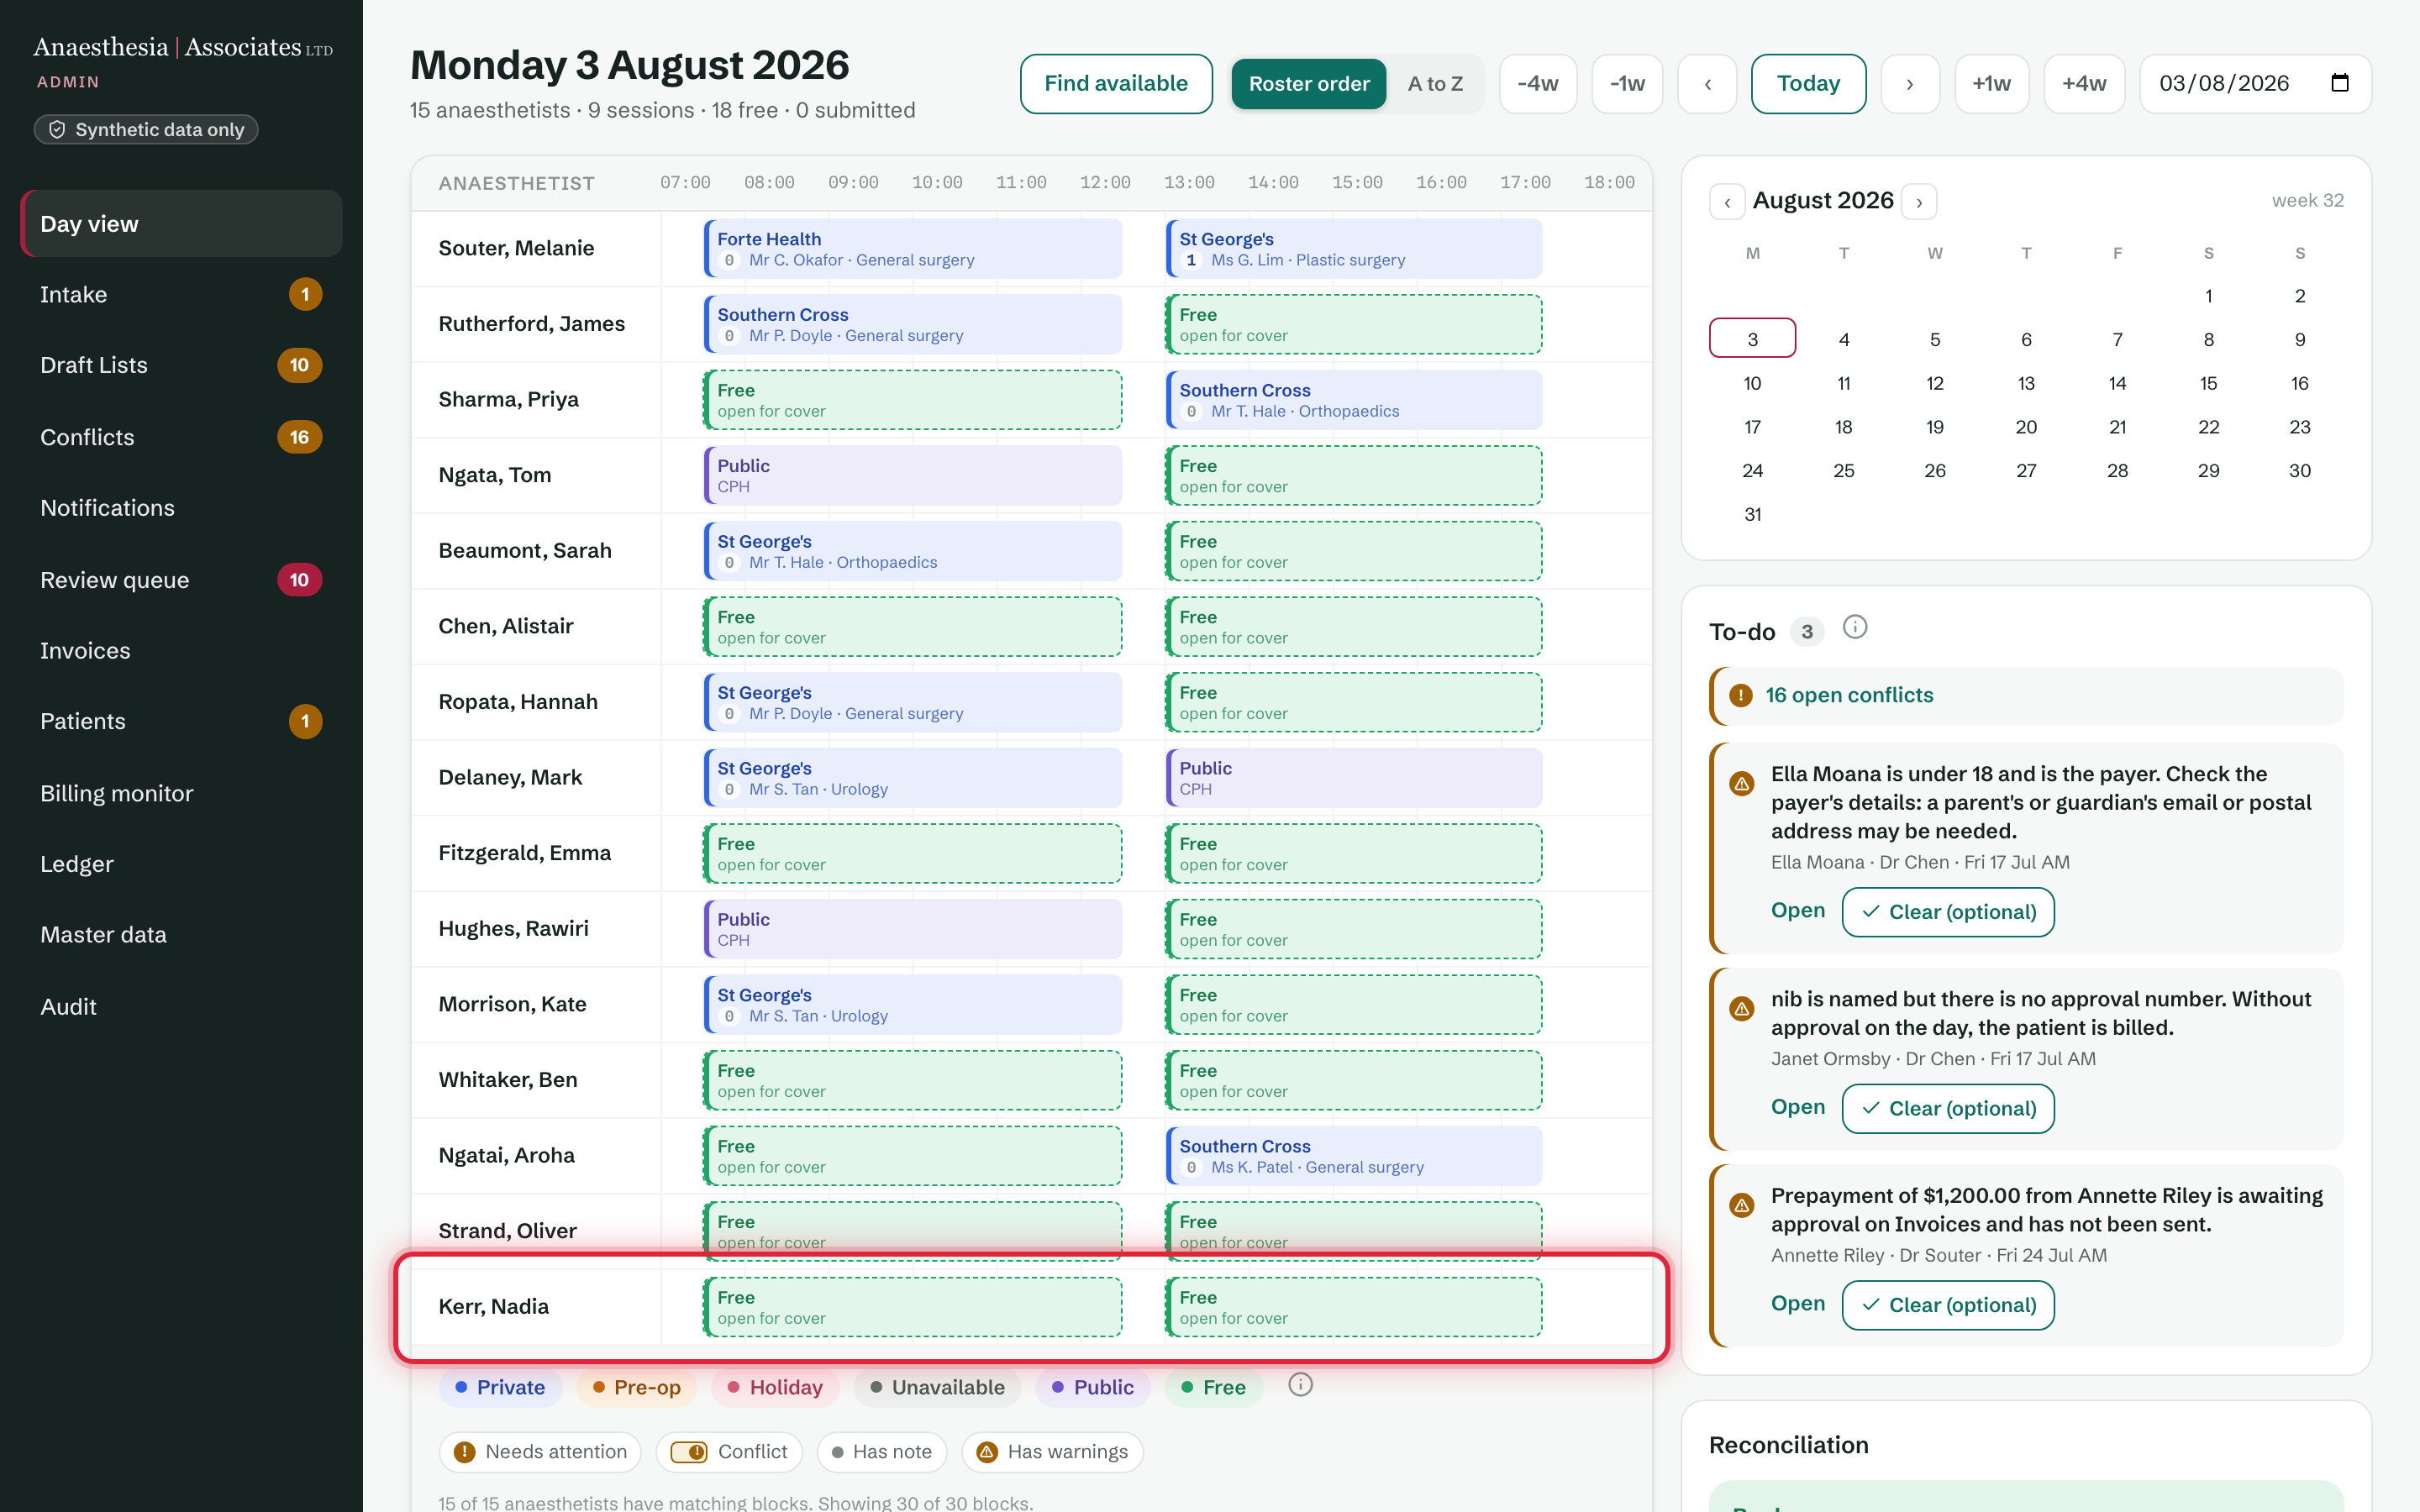 Anaesthesia | Associates LTD
ADMIN
Synthetic data only
Day view
Intake 1
Draft Lists 10
Conflicts 16
Notifications
Review queue 10
Invoices
Patients 1
Billing monitor
Ledger
Master data
Audit
Monday 3 August 2026
15 anaesthetists · 9 sessions · 18 free · 0 submitted
Find available Roster order A to Z -4w -1w ‹ Today › +1w +4w 03/08/2026
ANAESTHETIST 07:00 08:00 09:00 10:00 11:00 12:00 13:00 14:00 15:00 16:00 17:00 18:00
Souter, Melanie
Forte Health
0 Mr C. Okafor · General surgery
St George's
1 Ms G. Lim · Plastic surgery
Rutherford, James
Southern Cross
0 Mr P. Doyle · General surgery
Free
open for cover
Sharma, Priya
Free
open for cover
Southern Cross
0 Mr T. Hale · Orthopaedics
Ngata, Tom
Public
CPH
Free
open for cover
Beaumont, Sarah
St George's
0 Mr T. Hale · Orthopaedics
Free
open for cover
Chen, Alistair
Free
open for cover
Free
open for cover
Ropata, Hannah
St George's
0 Mr P. Doyle · General surgery
Free
open for cover
Delaney, Mark
St George's
0 Mr S. Tan · Urology
Public
CPH
Fitzgerald, Emma
Free
open for cover
Free
open for cover
Hughes, Rawiri
Public
CPH
Free
open for cover
Morrison, Kate
St George's
0 Mr S. Tan · Urology
Free
open for cover
Whitaker, Ben
Free
open for cover
Free
open for cover
Ngatai, Aroha
Free
open for cover
Southern Cross
0 Ms K. Patel · General surgery
Strand, Oliver
Free
open for cover
Free
open for cover
Kerr, Nadia
Free
open for cover
Free
open for cover
Private Pre-op Holiday Unavailable Public Free
Needs attention Conflict Has note Has warnings
15 of 15 anaesthetists have matching blocks. Showing 30 of 30 blocks.
‹ August 2026 › week 32
M T W T F S S
1 2
3 4 5 6 7 8 9
10 11 12 13 14 15 16
17 18 19 20 21 22 23
24 25 26 27 28 29 30
31
To-do 3
16 open conflicts
Ella Moana is under 18 and is the payer. Check the
payer's details: a parent's or guardian's email or postal
address may be needed.
Ella Moana · Dr Chen · Fri 17 Jul AM
Open Clear (optional)
nib is named but there is no approval number. Without
approval on the day, the patient is billed.
Janet Ormsby · Dr Chen · Fri 17 Jul AM
Open Clear (optional)
Prepayment of $1,200.00 from Annette Riley is awaiting
approval on Invoices and has not been sent.
Annette Riley · Dr Souter · Fri 24 Jul AM
Open Clear (optional)
Reconciliation